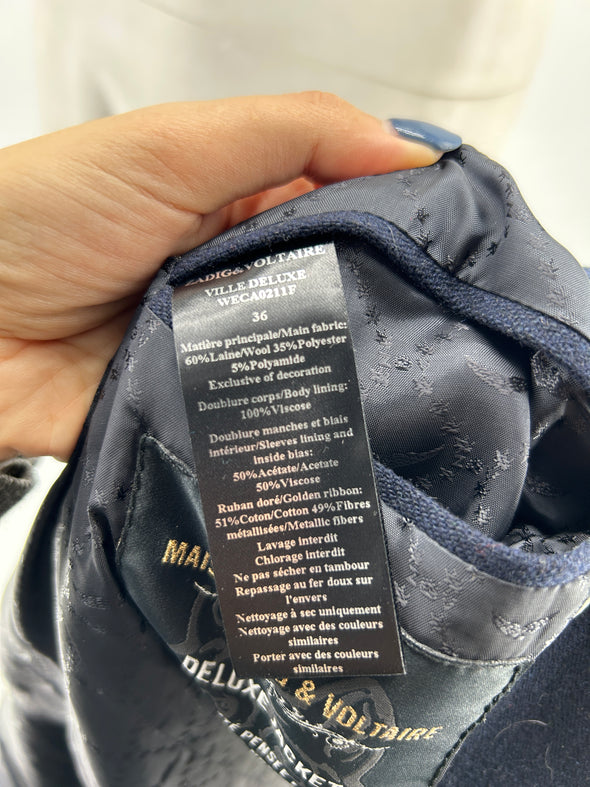 ZADIG&VOLTAIRE
VILLE DELUXE
WECA0211F
36
Matière principale/Main fabric:
60%Laine/Wool 35%Polyester
5%Polyamide
Exclusive of decoration
Doublure corps/Body lining:
100%Viscose
Doublure manches et biais
intérieur/Sleeves lining and
inside bias:
50%Acétate/Acetate
50%Viscose
Ruban doré/Golden ribbon:
51%Coton/Cotton 49%Fibres
métallisées/Metallic fibers
Lavage interdit
Chlorage interdit
Ne pas sécher en tambour
Repassage au fer doux sur
l'envers
Nettoyage à sec uniquement
Nettoyage avec des couleurs
similaires
Porter avec des couleurs
similaires
& VOLTAIRE
DELUXE